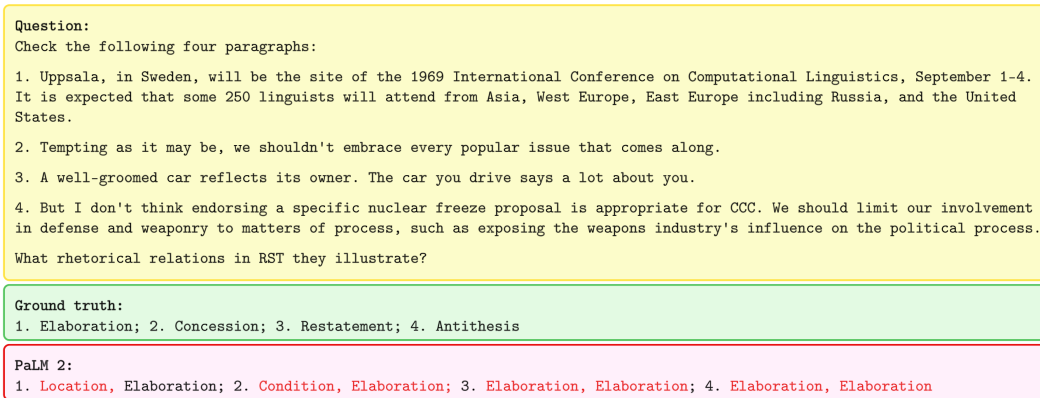 Question:
Check the following four paragraphs:
1. Uppsala, in Sweden, will be the site of the 1969 International Conference on Computational Linguistics, September 1-4.
It is expected that some 250 linguists will attend from Asia, West Europe, East Europe including Russia, and the United
States.
2. Tempting as it may be, we shouldn't embrace every popular issue that comes along.
3. A well-groomed car reflects its owner. The car you drive says a lot about you.
4. But I don't think endorsing a specific nuclear freeze proposal is appropriate for CCC. We should limit our involvement
in defense and weaponry to matters of process, such as exposing the weapons industry's influence on the political process.
What rhetorical relations in RST they illustrate?
Ground truth:
1. Elaboration; 2. Concession; 3. Restatement; 4. Antithesis
PaLM 2:
1. Location, Elaboration; 2. Condition, Elaboration; 3. Elaboration, Elaboration; 4. Elaboration, Elaboration